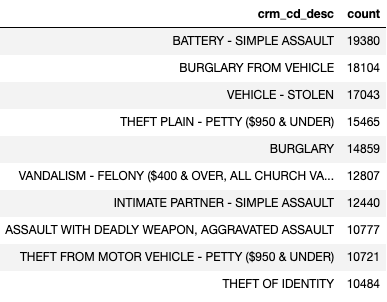 crm_cd_desc count
BATTERY - SIMPLE ASSAULT 19380
BURGLARY FROM VEHICLE 18104
VEHICLE - STOLEN 17043
THEFT PLAIN - PETTY ($950 & UNDER) 15465
BURGLARY 14859
VANDALISM - FELONY ($400 & OVER, ALL CHURCH VA... 12807
INTIMATE PARTNER - SIMPLE ASSAULT 12440
ASSAULT WITH DEADLY WEAPON, AGGRAVATED ASSAULT 10777
THEFT FROM MOTOR VEHICLE - PETTY ($950 & UNDER) 10721
THEFT OF IDENTITY 10484